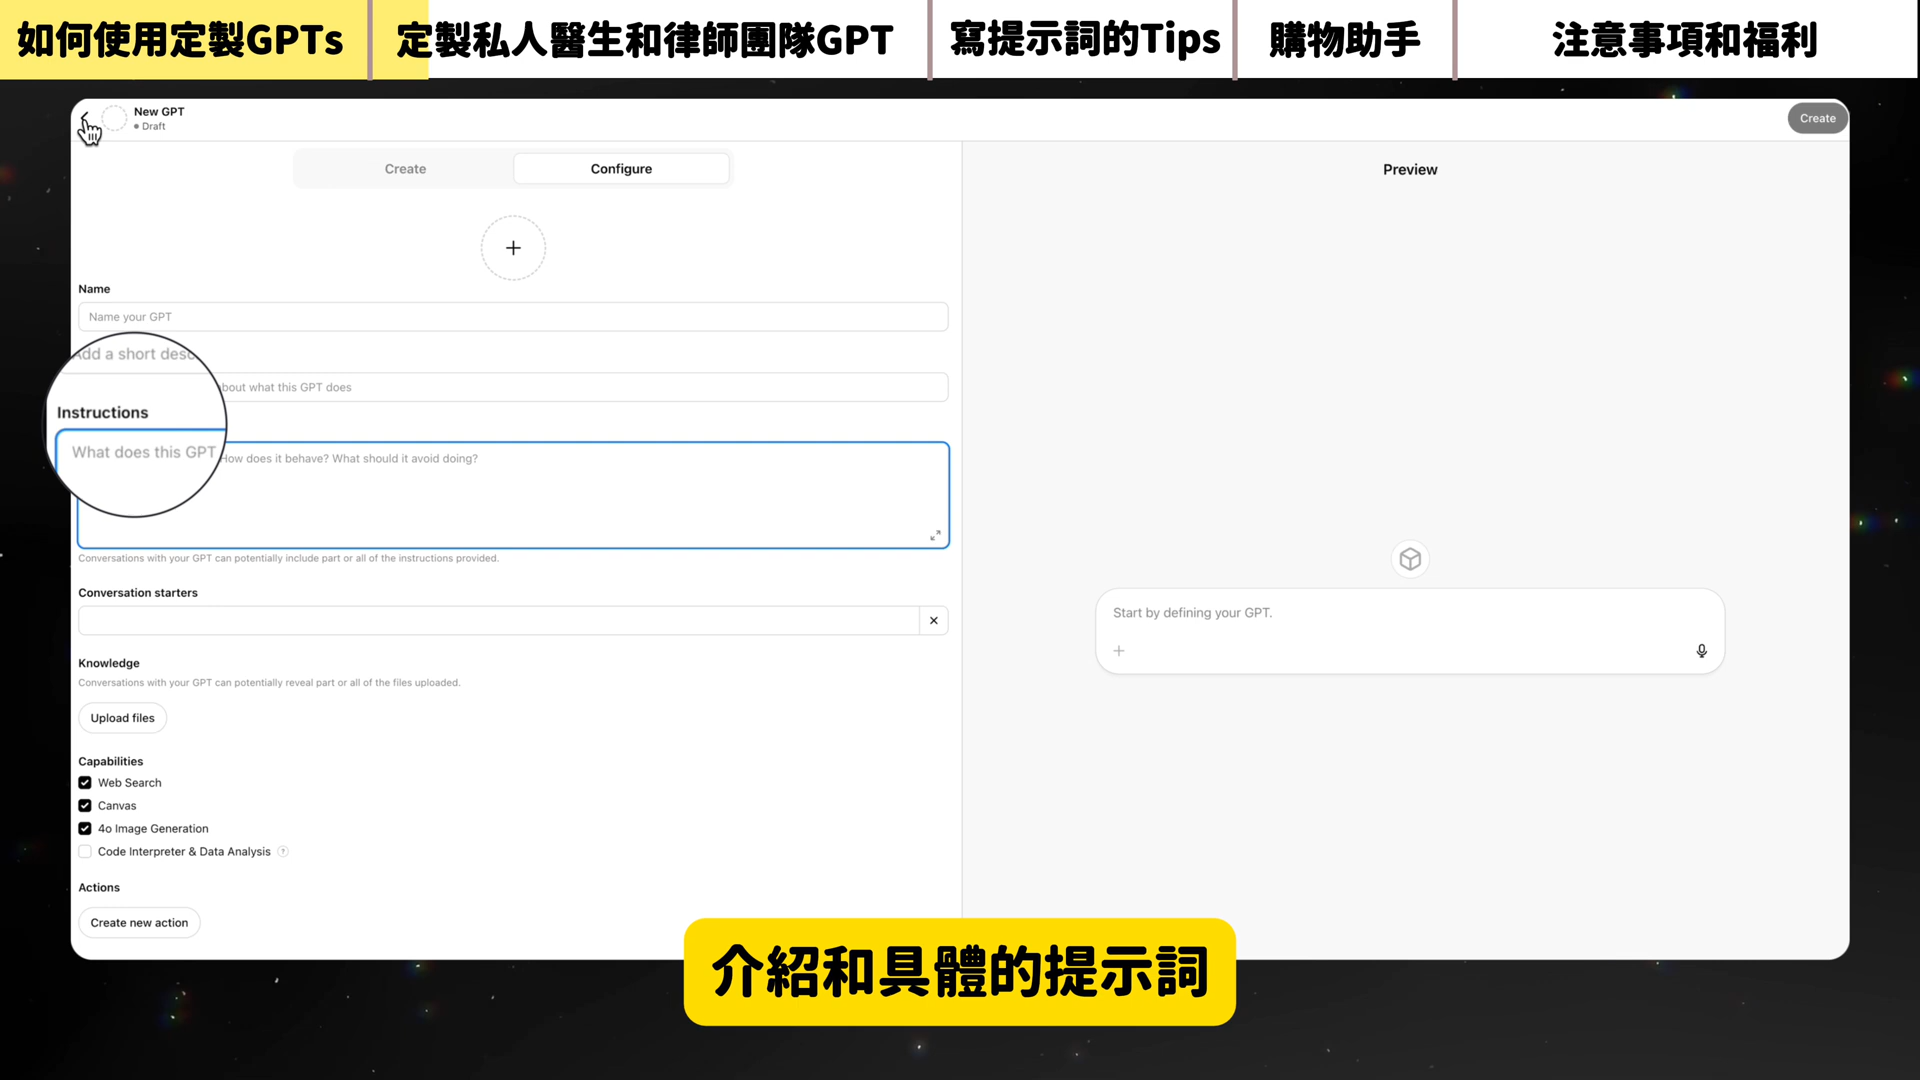 如何使用定製GPTs
定製私人醫生和律師團隊GPT
寫提示詞的Tips
購物助手
注意事項和福利
New GPT
Draft
Create
Create
Configure
Preview
Name
Name your GPT
Add a short desc
bout what this GPT does
Instructions
What does this GPT
How does it behave? What should it avoid doing?
Conversations with your GPT can potentially include part or all of the instructions provided.
Conversation starters
Knowledge
Conversations with your GPT can potentially reveal part or all of the files uploaded.
Upload files
Capabilities
Web Search
Canvas
4o Image Generation
Code Interpreter & Data Analysis ?
Actions
Create new action
Start by defining your GPT.
介紹和具體的提示詞